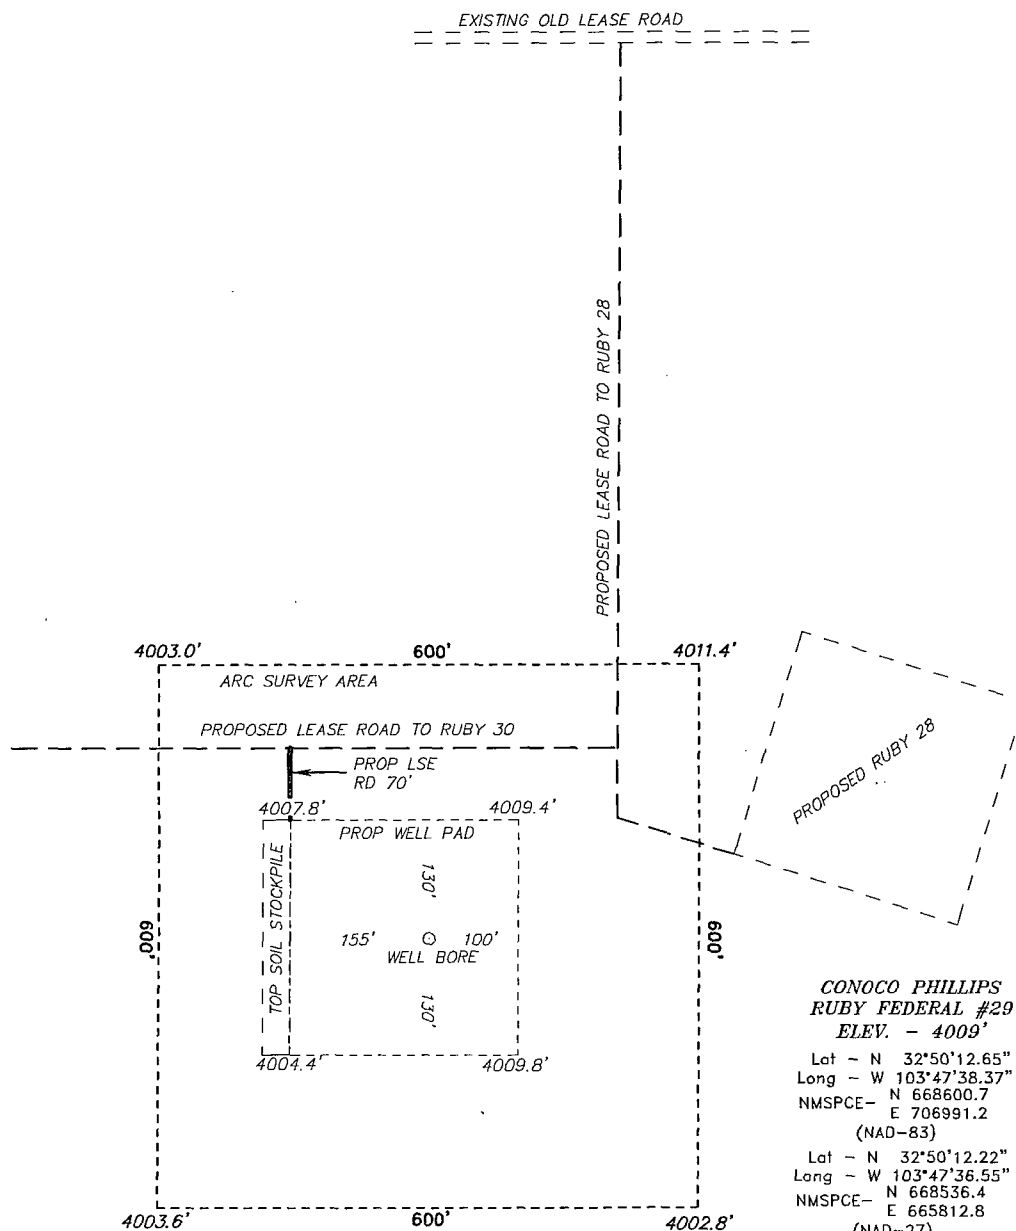 EXISTING OLD LEASE ROAD
PROPOSED LEASE ROAD TO RUBY 28
4003.0'
600'
4011.4'
ARC SURVEY AREA
PROPOSED LEASE ROAD TO RUBY 30
PROP LSE
RD 70'
PROPOSED RUBY 28
4007.8'
4009.4'
PROP WELL PAD
TOP SOIL STOCKPILE
130'
600'
155'
100'
600'
WELL BORE
130'
4004.4'
4009.8'
4003.6'
600'
4002.8'
CONOCO PHILLIPS
RUBY FEDERAL #29
ELEV. - 4009'
Lat - N 32°50'12.65"
Long - W 103°47'38.37"
NMSPCE- N 668600.7
E 706991.2
(NAD-83)
Lat - N 32°50'12.22"
Long - W 103°47'36.55"
NMSPCE- N 668536.4
E 665812.8
(NAD-27)